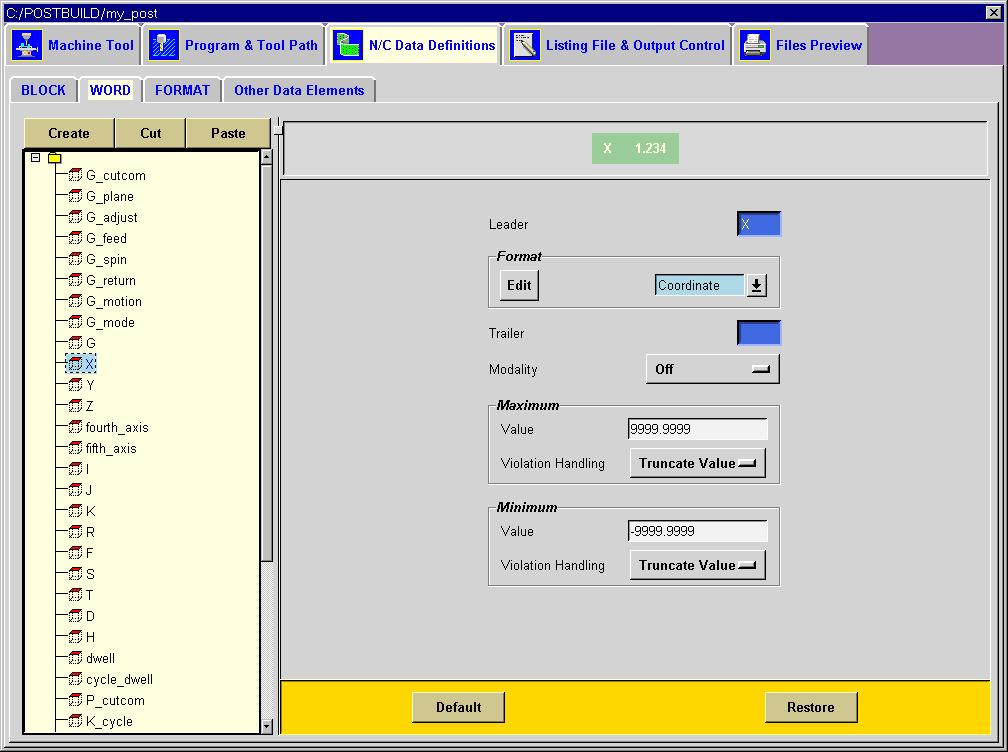 C:/POSTBUILD/my_post
Machine Tool
Program & Tool Path
N/C Data Definitions
Listing File & Output Control
Files Preview
BLOCK
WORD
FORMAT
Other Data Elements
Create
Cut
Paste
G_cutcom
G_plane
G_adjust
G_feed
G_spin
G_return
G_motion
G_mode
G
X
Y
Z
fourth_axis
fifth_axis
I
J
K
R
F
S
T
D
H
dwell
cycle_dwell
P_cutcom
K_cycle
X 1.234
Leader X
Format
Edit Coordinate
Trailer
Modality Off
Maximum
Value 9999.9999
Violation Handling Truncate Value
Minimum
Value -9999.9999
Violation Handling Truncate Value
Default
Restore